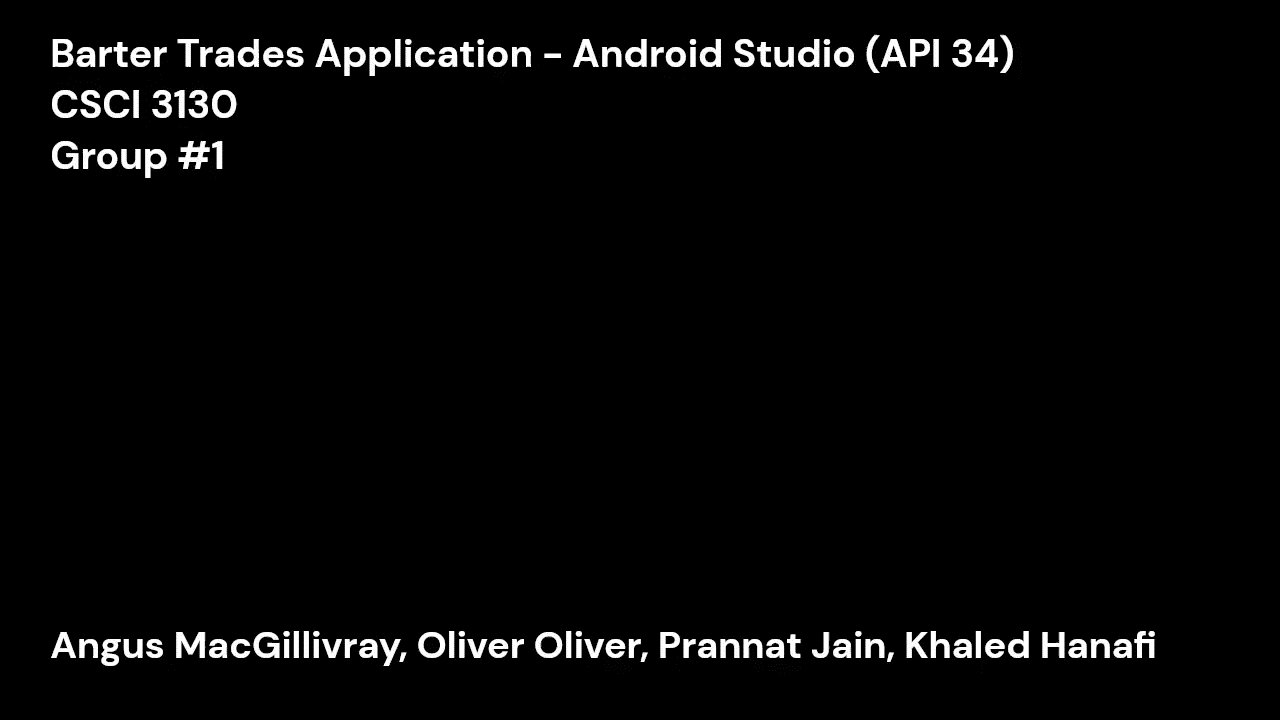 Barter Trades Application - Android Studio (API 34)
CSCI 3130
Group #1
Angus MacGillivray, Oliver Oliver, Prannat Jain, Khaled Hanafi